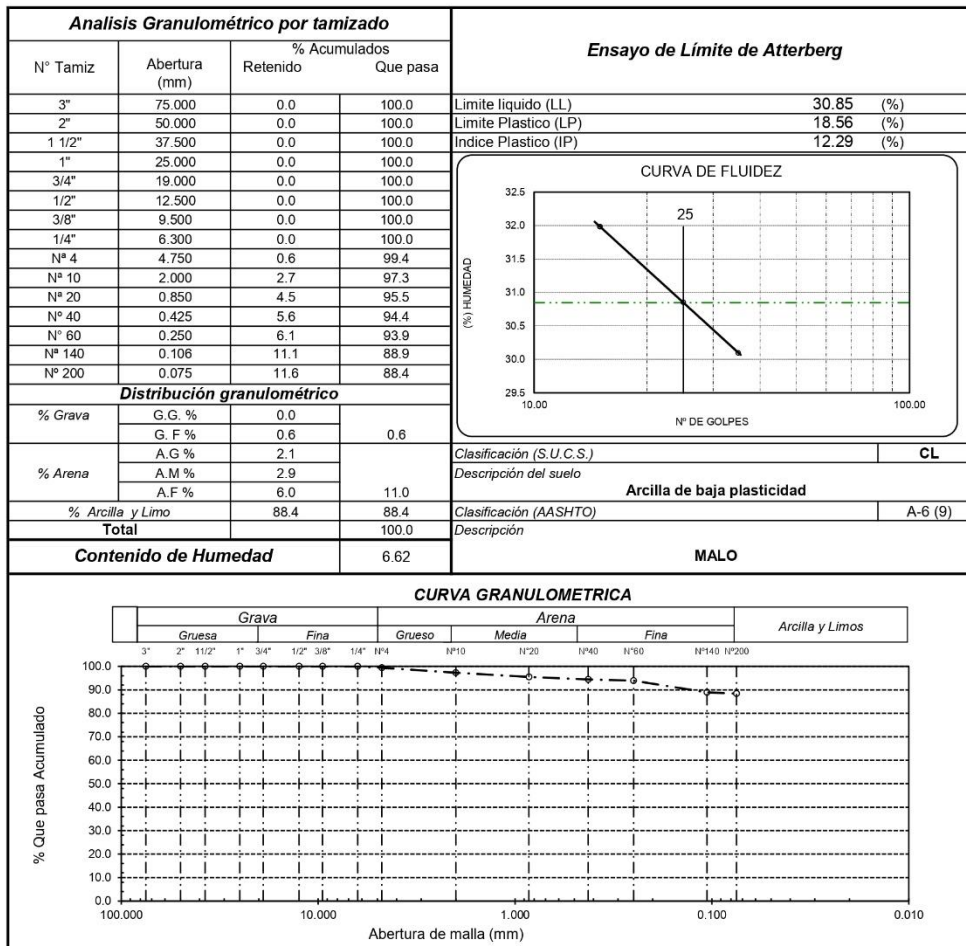 Analisis Granulométrico por tamizado
N° Tamiz Abertura (mm) % Acumulados
Retenido Que pasa
3" 75.000 0.0 100.0
2" 50.000 0.0 100.0
1 1/2" 37.500 0.0 100.0
1" 25.000 0.0 100.0
3/4" 19.000 0.0 100.0
1/2" 12.500 0.0 100.0
3/8" 9.500 0.0 100.0
1/4" 6.300 0.0 100.0
Nª 4 4.750 0.6 99.4
Nª 10 2.000 2.7 97.3
Nª 20 0.850 4.5 95.5
Nº 40 0.425 5.6 94.4
N° 60 0.250 6.1 93.9
Nª 140 0.106 11.1 88.9
Nº 200 0.075 11.6 88.4
Distribución granulométrico
% Grava G.G. % 0.0
G. F % 0.6 0.6
% Arena A.G % 2.1
A.M % 2.9
A.F % 6.0 11.0
% Arcilla y Limo 88.4 88.4
Total 100.0
Contenido de Humedad 6.62
Ensayo de Límite de Atterberg
Limite liquido (LL) 30.85 (%)
Limite Plastico (LP) 18.56 (%)
Indice Plastico (IP) 12.29 (%)
CURVA DE FLUIDEZ
25
(%) HUMEDAD
32.5
32.0
31.5
31.0
30.5
30.0
29.5
10.00 100.00
Nº DE GOLPES
Clasificación (S.U.C.S.) CL
Descripción del suelo
Arcilla de baja plasticidad
Clasificación (AASHTO) A-6 (9)
Descripción
MALO
CURVA GRANULOMETRICA
Grava Arena Arcilla y Limos
Gruesa Fina Grueso Media Fina
3" 2" 11/2" 1" 3/4" 1/2" 3/8" 1/4" Nº4 Nº10 N°20 Nº40 N°60 Nº140 Nº200
% Que pasa Acumulado
100.0
90.0
80.0
70.0
60.0
50.0
40.0
30.0
20.0
10.0
0.0
100.000 10.000 1.000 0.100 0.010
Abertura de malla (mm)